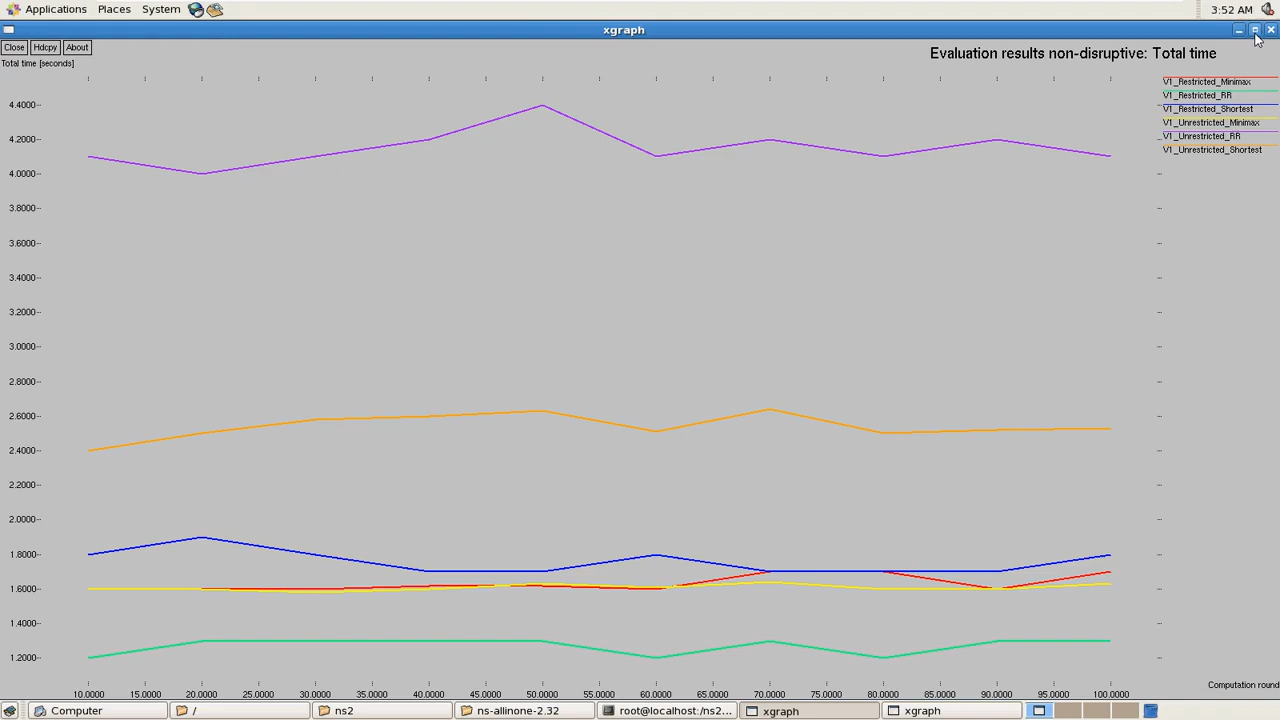 Applications Places System 3:52 AM
xgraph
Close Hdcpy About
Evaluation results non-disruptive: Total time
Total time [seconds]
V1_Restricted_Minimax
V1_Restricted_RR
V1_Restricted_Shortest
V1_Unrestricted_Minimax
V1_Unrestricted_RR
V1_Unrestricted_Shortest
4.4000
4.2000
4.0000
3.8000
3.6000
3.4000
3.2000
3.0000
2.8000
2.6000
2.4000
2.2000
2.0000
1.8000
1.6000
1.4000
1.2000
Computation round
10.0000 15.0000 20.0000 25.0000 30.0000 35.0000 40.0000 45.0000 50.0000 55.0000 60.0000 65.0000 70.0000 75.0000 80.0000 85.0000 90.0000 95.0000 100.0000
Computer / ns2 ns-allinone-2.32 root@localhost:/ns2... xgraph xgraph